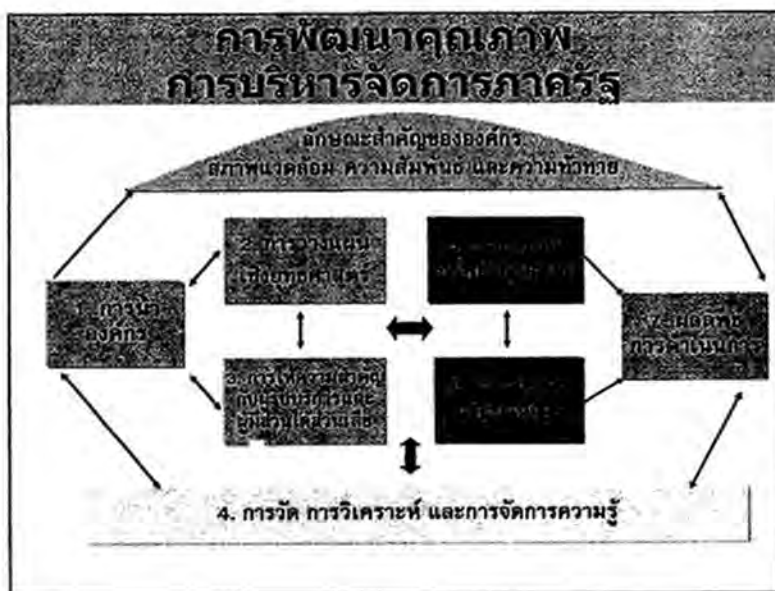 การพัฒนาคุณภาพ
การบริหารจัดการภาครัฐ
ลักษณะสำคัญขององค์กร
สภาพแวดล้อม ความสัมพันธ์ และความท้าทาย
2. การวางแผน
เชิงยุทธศาสตร์
1. การนำ
องค์กร
7. ผลลัพธ์
การดำเนินการ
3. การให้ความสำคัญ
กับผู้รับบริการและ
ผู้มีส่วนได้ส่วนเสีย
4. การวัด การวิเคราะห์ และการจัดการความรู้